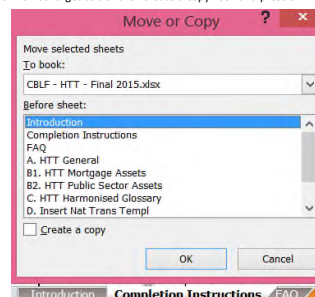 Move or Copy ? ×
Move selected sheets
To book:
CBLF - HTT - Final 2015.xlsx
Before sheet:
Introduction
Completion Instructions
FAQ
A. HTT General
B1. HTT Mortgage Assets
B2. HTT Public Sector Assets
C. HTT Harmonised Glossary
D. Insert Nat Trans Templ
Create a copy
OK Cancel
Introduction Completion Instructions FAQ